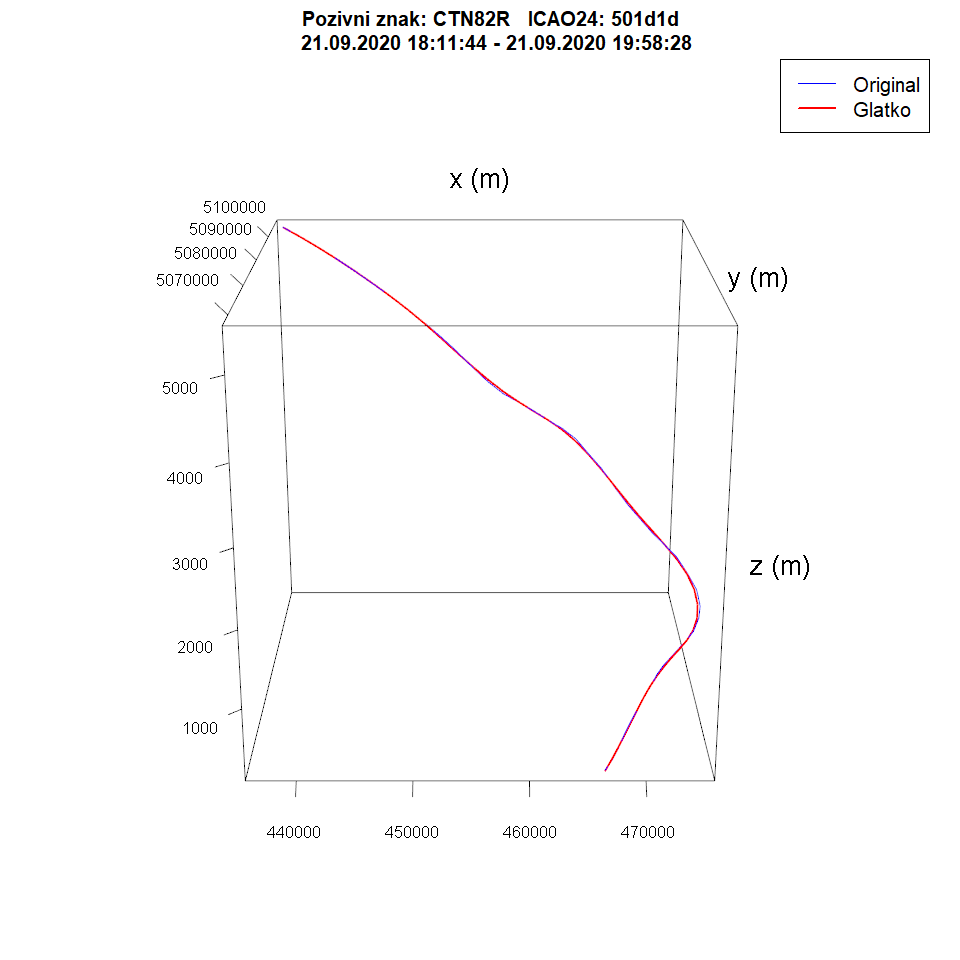 Pozivni znak: CTN82R   ICAO24: 501d1d
21.09.2020 18:11:44 - 21.09.2020 19:58:28
Original
Glatko
x (m)
5100000
5090000
5080000
5070000
y (m)
5000
4000
3000
z (m)
2000
1000
440000 450000 460000 470000